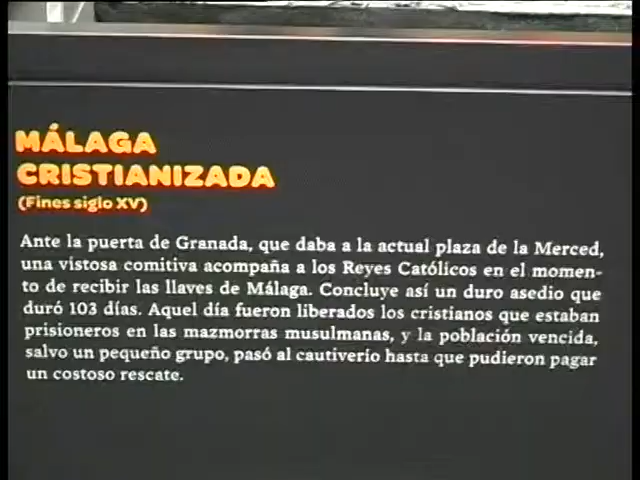 MÁLAGA
CRISTIANIZADA
(Fines siglo XV)
Ante la puerta de Granada, que daba a la actual plaza de la Merced,
una vistosa comitiva acompaña a los Reyes Católicos en el momen-
to de recibir las llaves de Málaga. Concluye así un duro asedio que
duró 103 días. Aquel día fueron liberados los cristianos que estaban
prisioneros en las mazmorras musulmanas, y la población vencida,
salvo un pequeño grupo, pasó al cautiverio hasta que pudieron pagar
un costoso rescate.